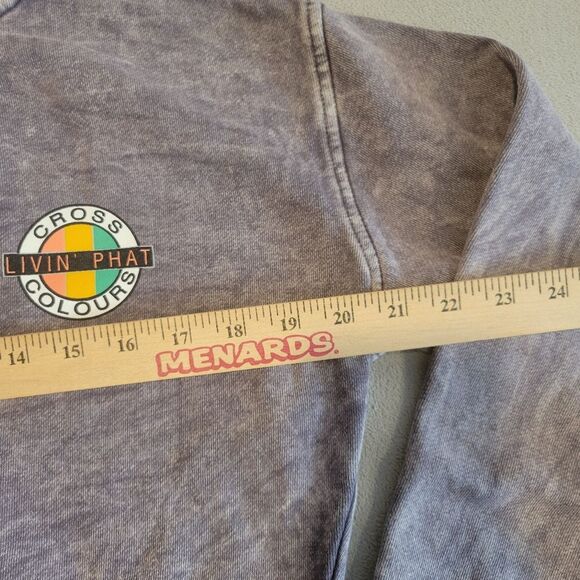 CROSS
LIVIN' PHAT
COLOURS
14 15 16 17 18 19 20 21 22 23 24
MENARDS.